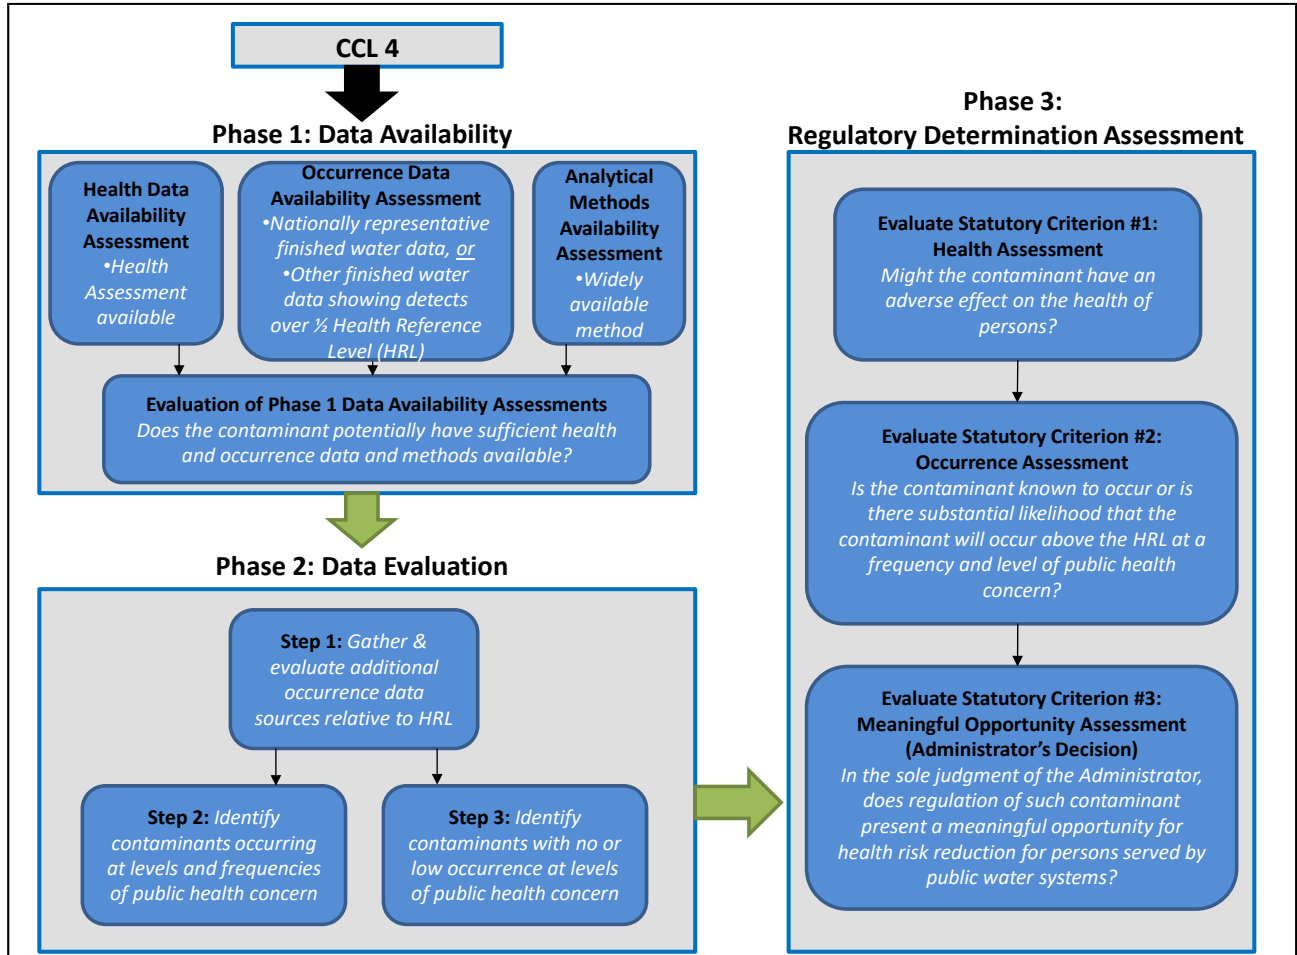 CCL 4
Phase 1: Data Availability
Health Data
Availability
Assessment
•Health
Assessment
available
Occurrence Data
Availability Assessment
•Nationally representative
finished water data, or
•Other finished water
data showing detects
over ½ Health Reference
Level (HRL)
Analytical
Methods
Availability
Assessment
•Widely
available
method
Evaluation of Phase 1 Data Availability Assessments
Does the contaminant potentially have sufficient health
and occurrence data and methods available?
Phase 2: Data Evaluation
Step 1: Gather &
evaluate additional
occurrence data
sources relative to HRL
Step 2: Identify
contaminants occurring
at levels and frequencies
of public health concern
Step 3: Identify
contaminants with no or
low occurrence at levels
of public health concern
Phase 3:
Regulatory Determination Assessment
Evaluate Statutory Criterion #1:
Health Assessment
Might the contaminant have an
adverse effect on the health of
persons?
Evaluate Statutory Criterion #2:
Occurrence Assessment
Is the contaminant known to occur or is
there substantial likelihood that the
contaminant will occur above the HRL at a
frequency and level of public health
concern?
Evaluate Statutory Criterion #3:
Meaningful Opportunity Assessment
(Administrator’s Decision)
In the sole judgment of the Administrator,
does regulation of such contaminant
present a meaningful opportunity for
health risk reduction for persons served by
public water systems?